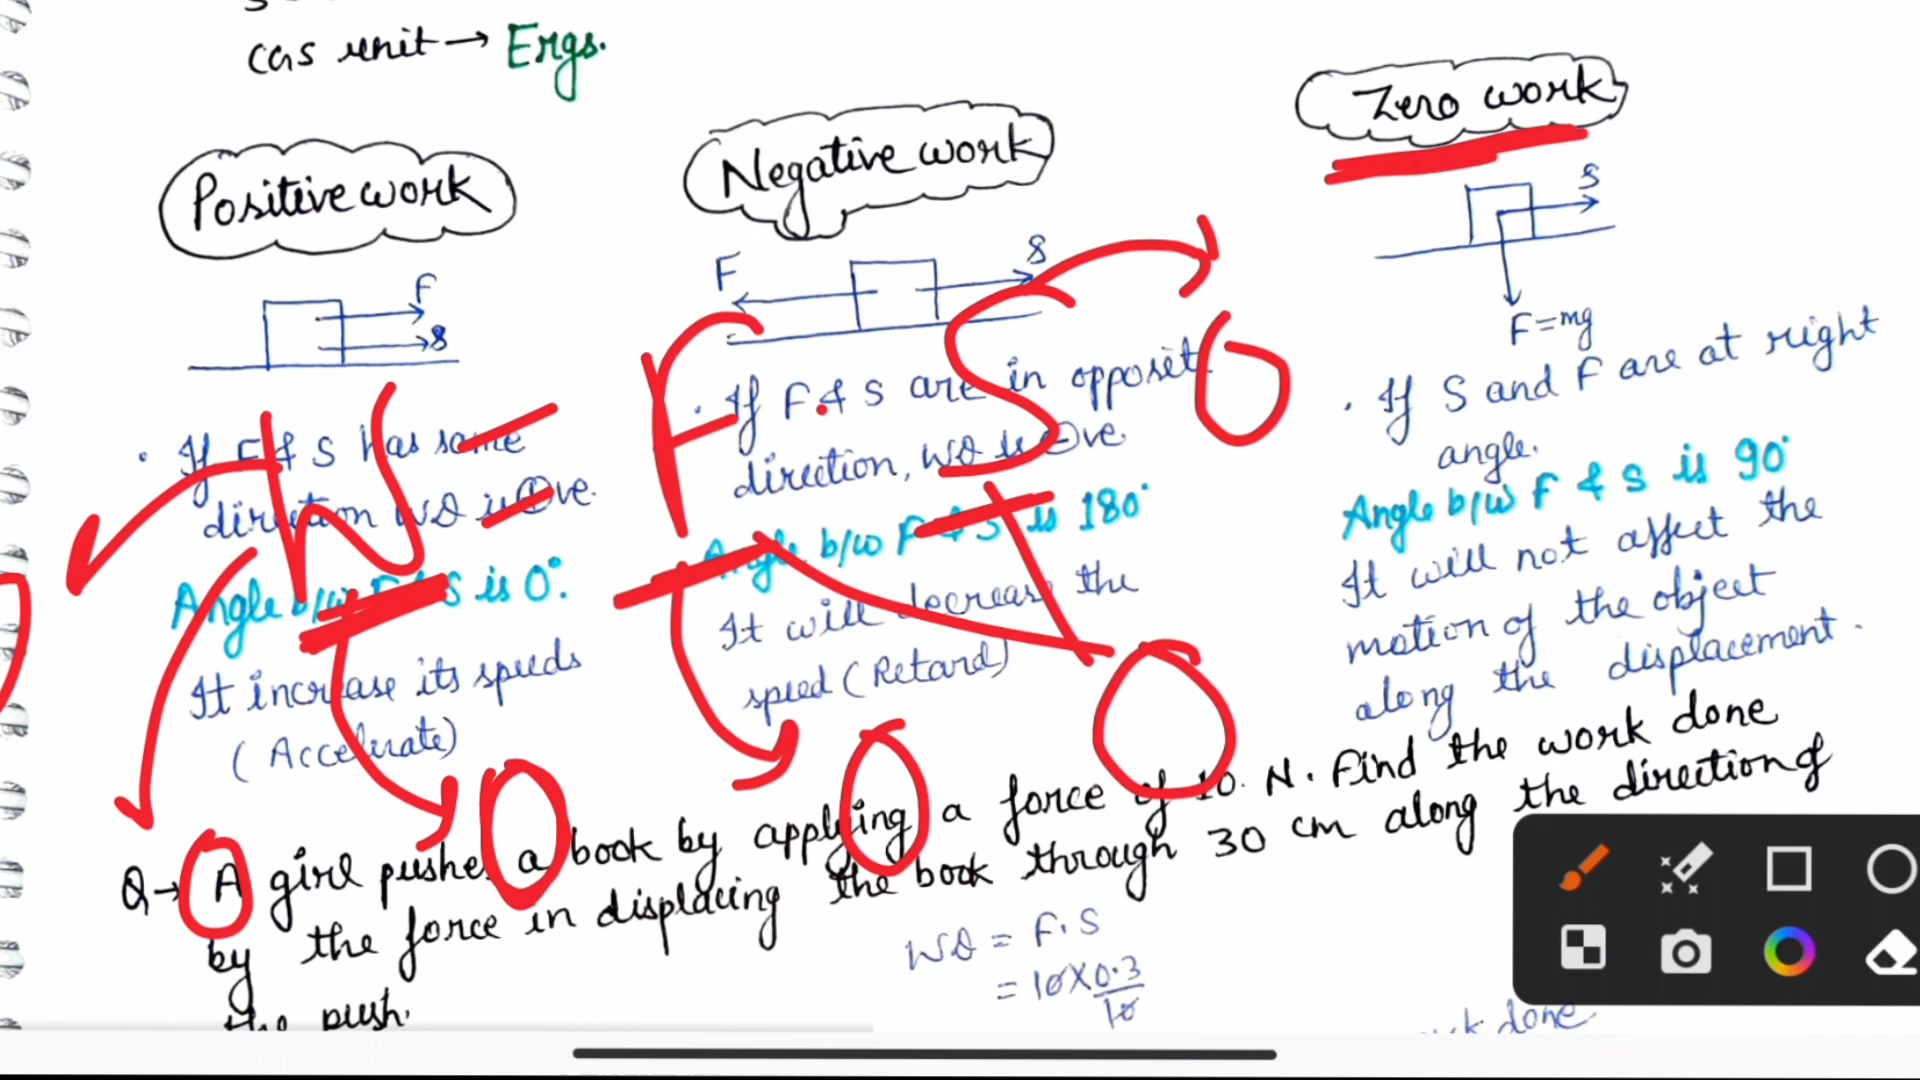 CGS unit → Ergs.
Positive work
F
S
. If F & S has same
direction WD is ⊕ve.
Angle b/w F & S is 0°.
It increase its speeds
(Accelerate)
Negative work
F
S
. If F & S are in opposit
direction, WD is ⊖ve.
Angle b/w F & S is 180°
It will decrease the
speed (Retard)
Zero work
S
F=mg
. If S and F are at right
angle.
Angle b/w F & S is 90°
It will not affect the
motion of the object
along the displacement.
Q→ A girl pushes a book by applying a force of 10. N. Find the work done
by the force in displacing the book through 30 cm along the direction of
the push.
WD = F.S
= 10 X 0.3
10
done
W
F
S